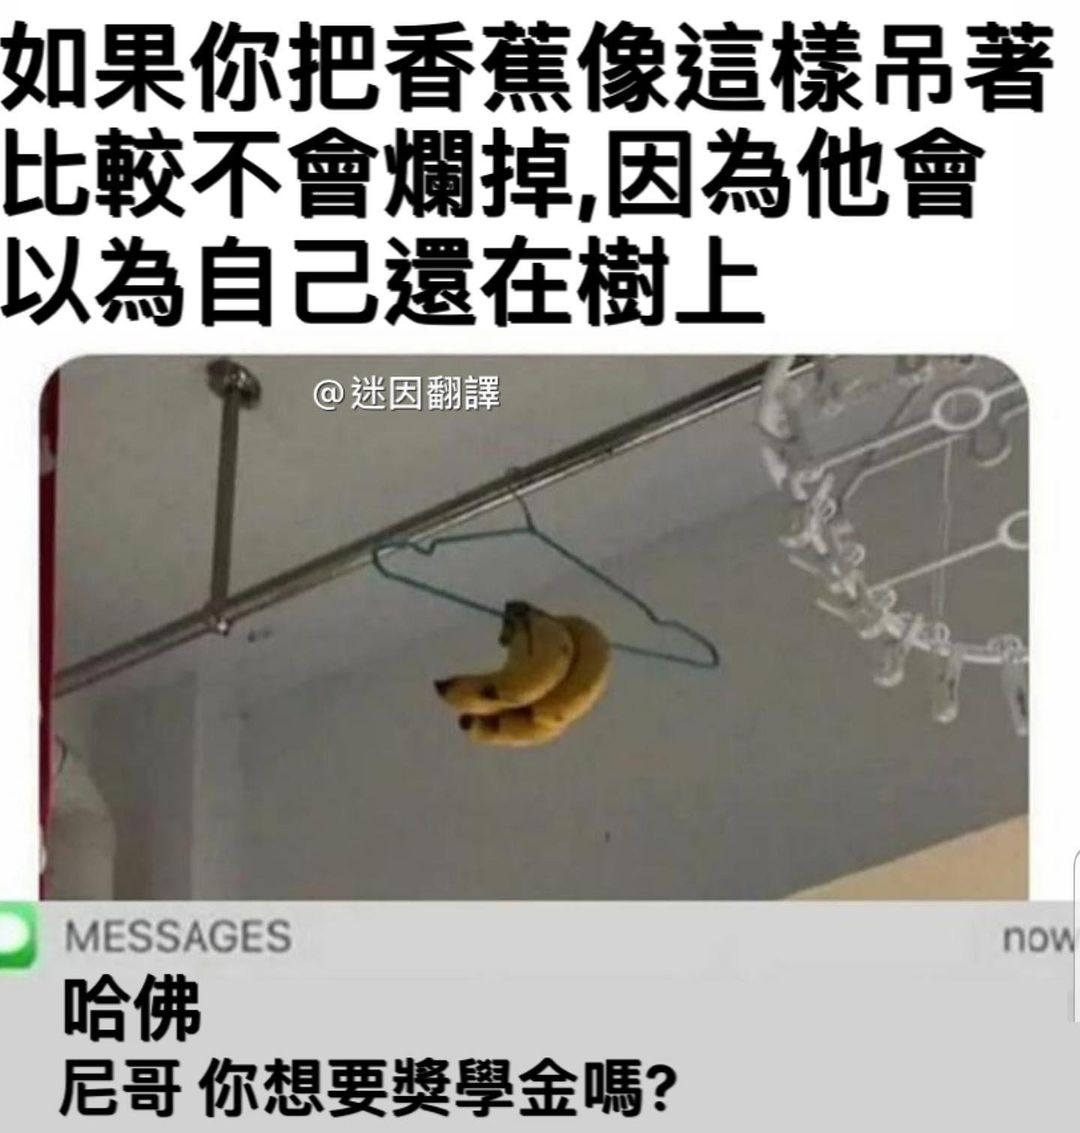 如果你把香蕉像這樣吊著
比較不會爛掉,因為他會
以為自己還在樹上
@迷因翻譯
MESSAGES
now
哈佛
尼哥 你想要獎學金嗎?